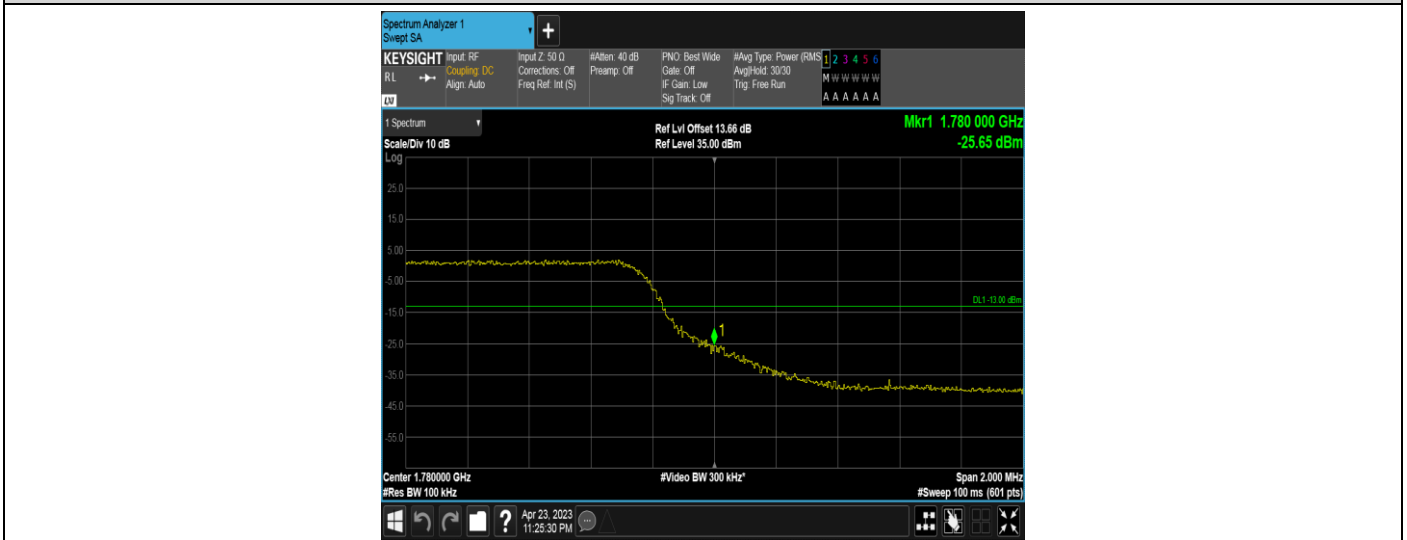 Spectrum Analyzer 1
Swept SA
+
KEYSIGHT Input: RF Input Z: 50 Ω #Atten: 40 dB PNO: Best Wide #Avg Type: Power (RMS 1 2 3 4 5 6
RL Coupling: DC Corrections: Off Preamp: Off Gate: Off Avg|Hold: 30/30 M W W W W W
Align: Auto Freq Ref: Int (S) IF Gain: Low Trig: Free Run
LXI Sig Track: Off A A A A A A
1 Spectrum Ref Lvl Offset 13.66 dB Mkr1 1.780 000 GHz
Scale/Div 10 dB Ref Level 35.00 dBm -25.65 dBm
Log
25.0
15.0
5.00
-5.00
DL1 -13.00 dBm
-15.0
1
-25.0
-35.0
-45.0
-55.0
Center 1.780000 GHz #Video BW 300 kHz* Span 2.000 MHz
#Res BW 100 kHz #Sweep 100 ms (601 pts)
? Apr 23, 2023
11:25:30 PM